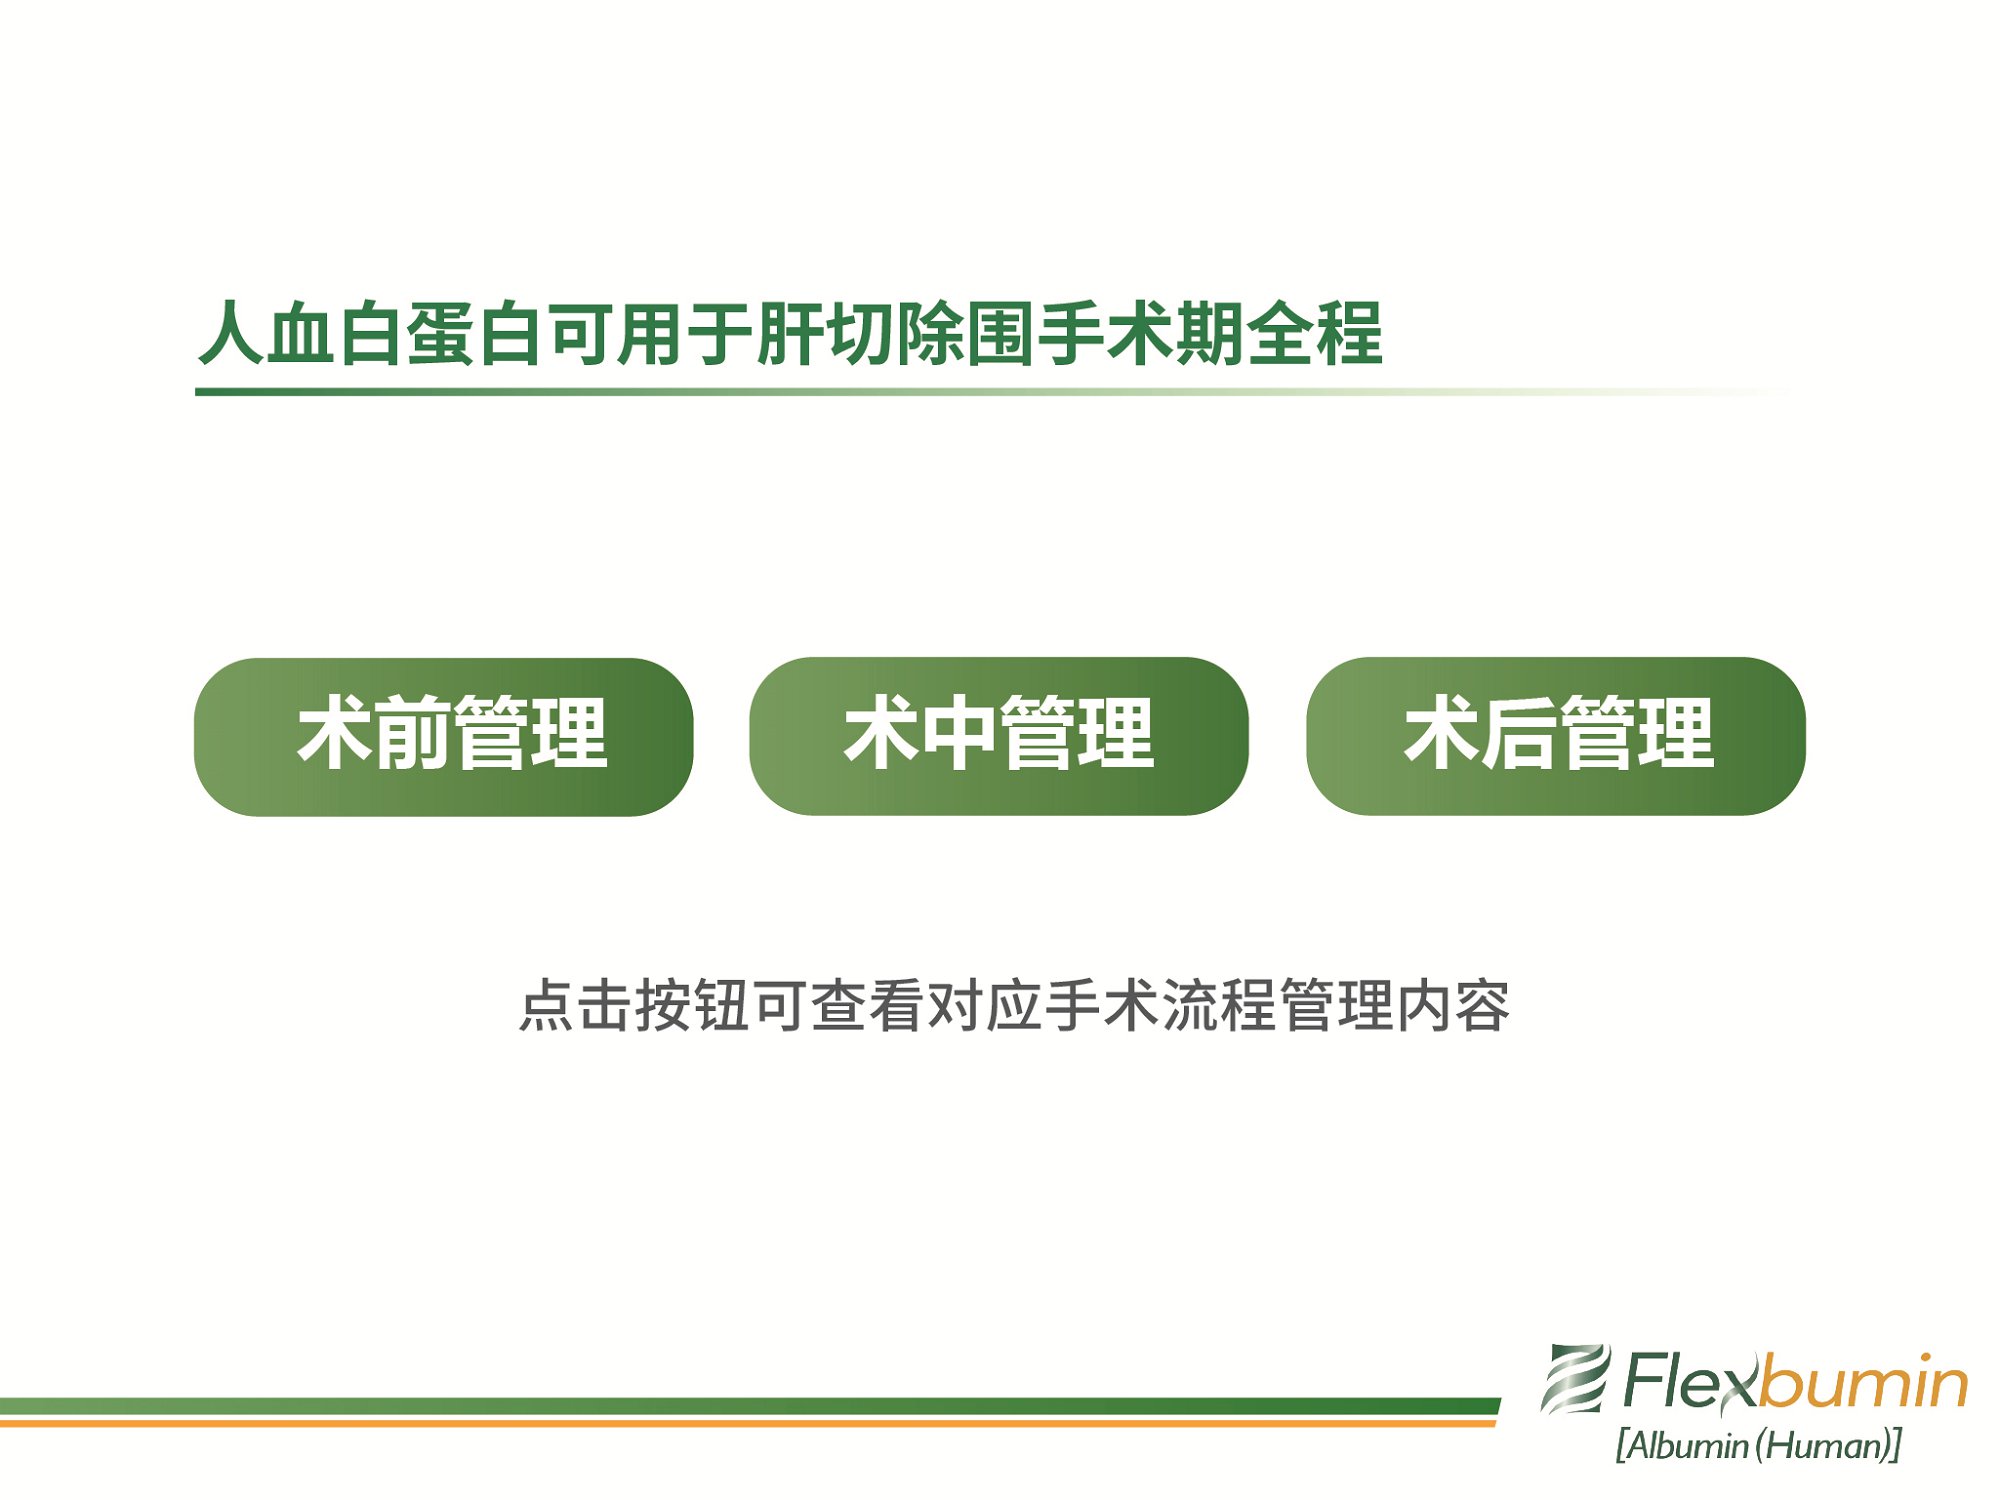 人血白蛋白可用于肝切除围手术期全程
术前管理
术中管理
术后管理
点击按钮可查看对应手术流程管理内容
Flexbumin
[Albumin (Human)]